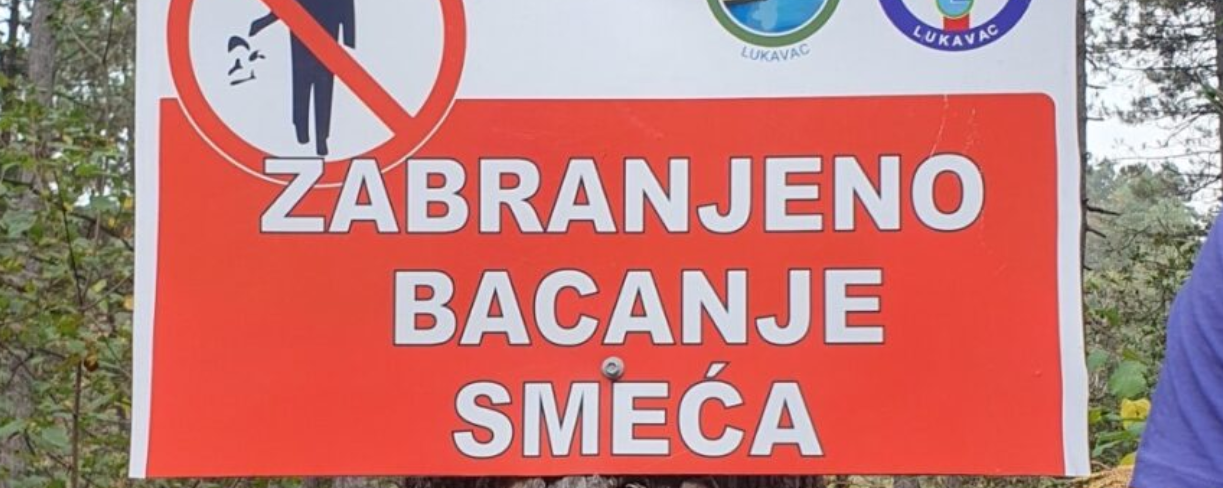 LUKAVAC
LUKAVAC
ZABRANJENO
BACANJE
SMEĆA